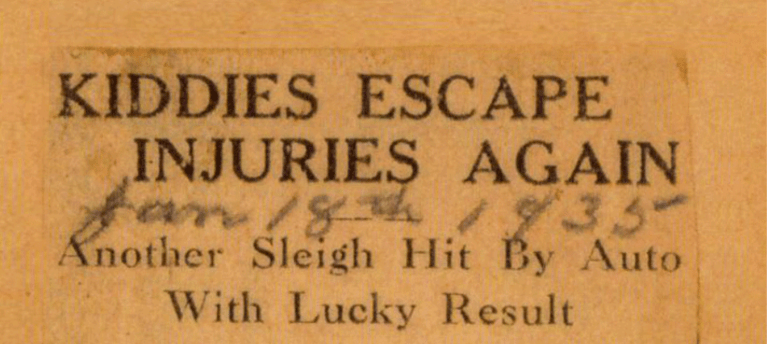 KIDDIES ESCAPE
INJURIES AGAIN
Jan 18th, 1935
Another Sleigh Hit By Auto
With Lucky Result